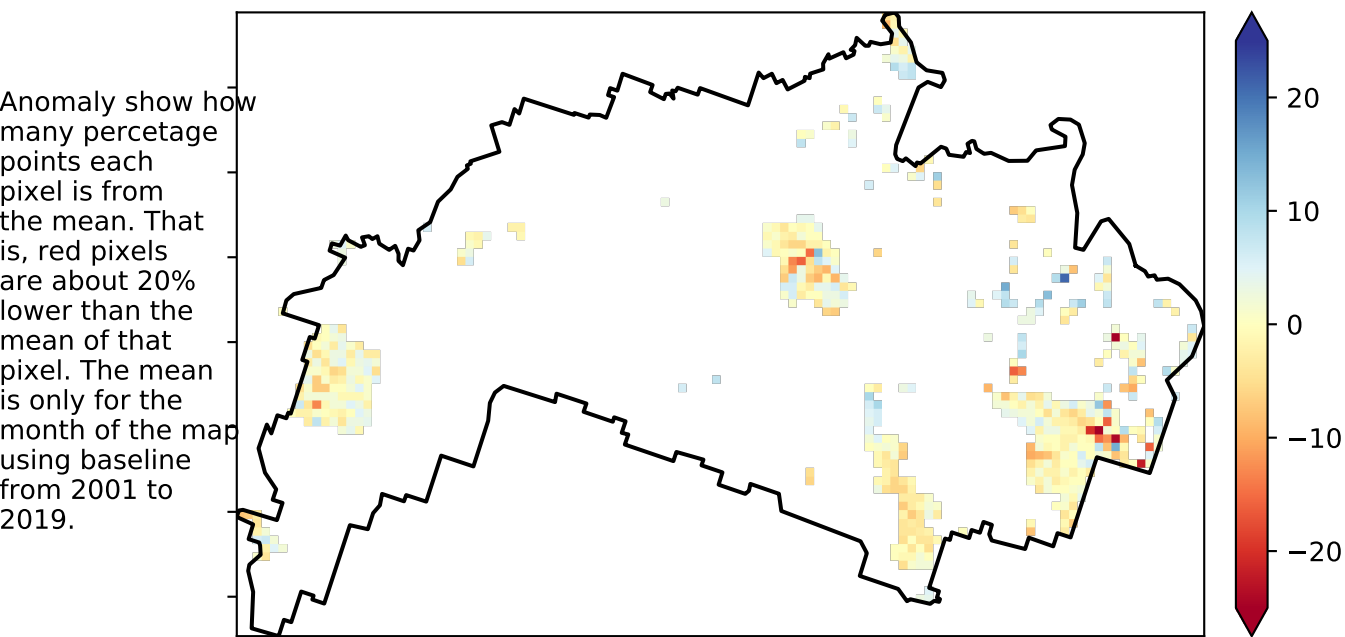 Anomaly show how
many percetage
points each
pixel is from
the mean. That
is, red pixels
are about 20%
lower than the
mean of that
pixel. The mean
is only for the
month of the map
using baseline
from 2001 to
2019.
20
10
0
−10
−20